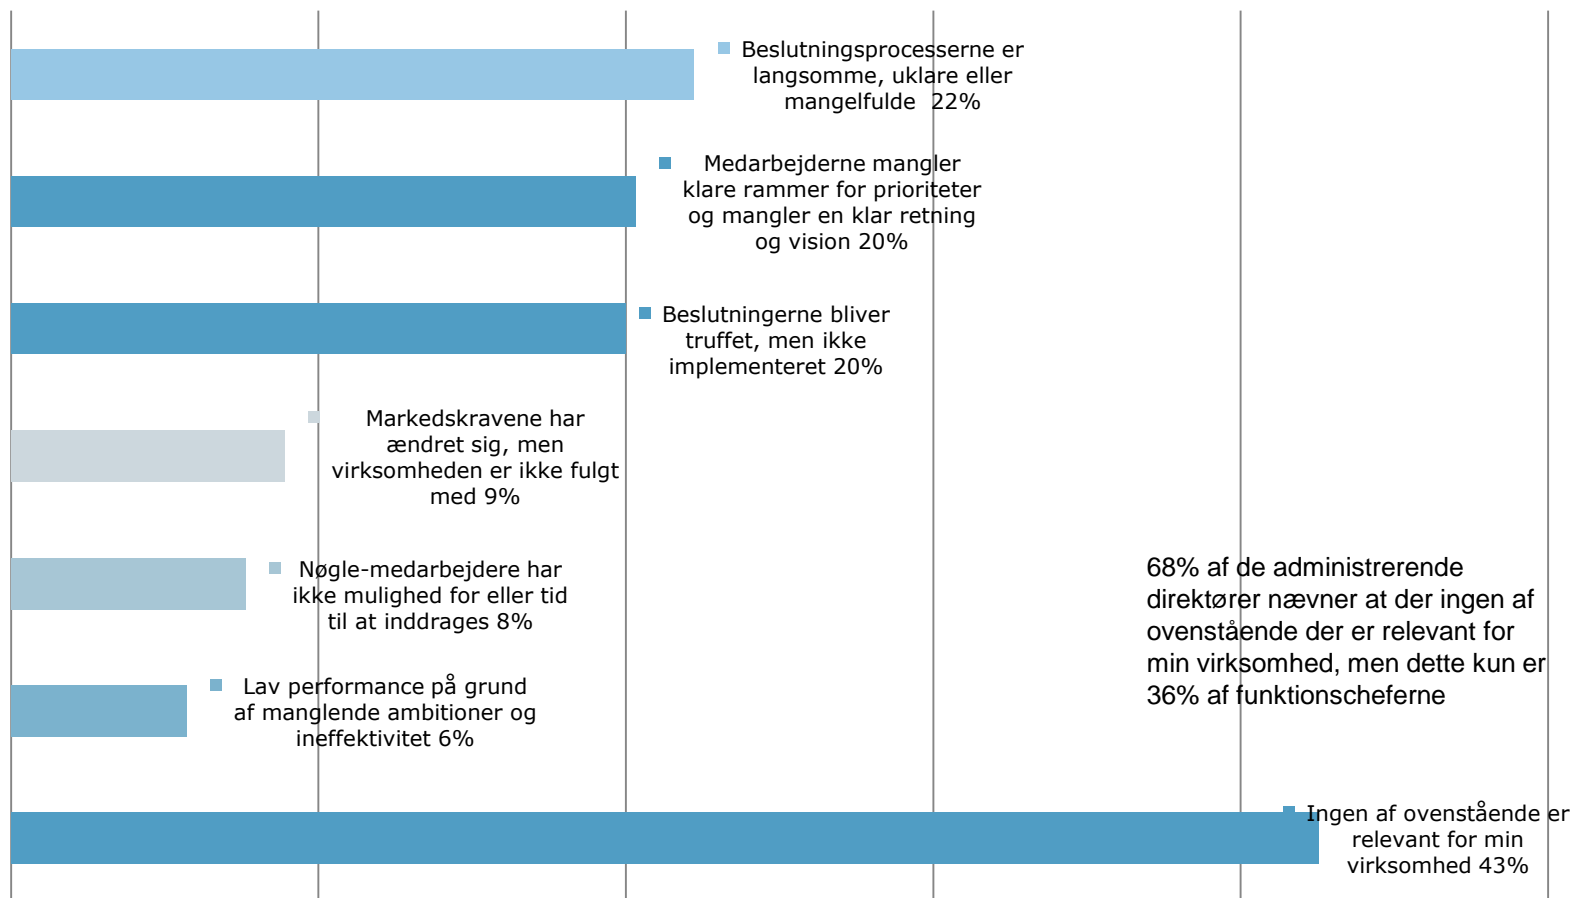 Beslutningsprocesserne er
langsomme, uklare eller
mangelfulde 22%
Medarbejderne mangler
klare rammer for prioriteter
og mangler en klar retning
og vision 20%
Beslutningerne bliver
truffet, men ikke
implementeret 20%
Markedskravene har
ændret sig, men
virksomheden er ikke fulgt
med 9%
Nøgle-medarbejdere har
ikke mulighed for eller tid
til at inddrages 8%
68% af de administrerende
direktører nævner at der ingen af
ovenstående der er relevant for
min virksomhed, men dette kun er
36% af funktionscheferne
Lav performance på grund
af manglende ambitioner og
ineffektivitet 6%
Ingen af ovenstående er
relevant for min
virksomhed 43%